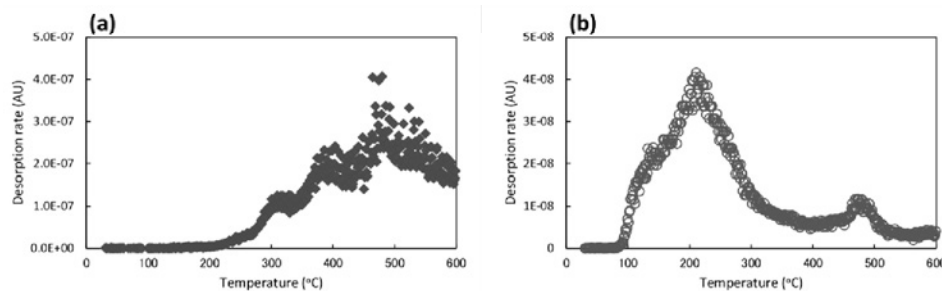 (a)
5.0E-07
4.0E-07
3.0E-07
2.0E-07
1.0E-07
0.0E+00
Desorption rate (AU)
0 100 200 300 400 500 600
Temperature (°C)
(b)
5E-08
4E-08
3E-08
2E-08
1E-08
0
Desorption rate (AU)
0 100 200 300 400 500 600
Temperature (°C)